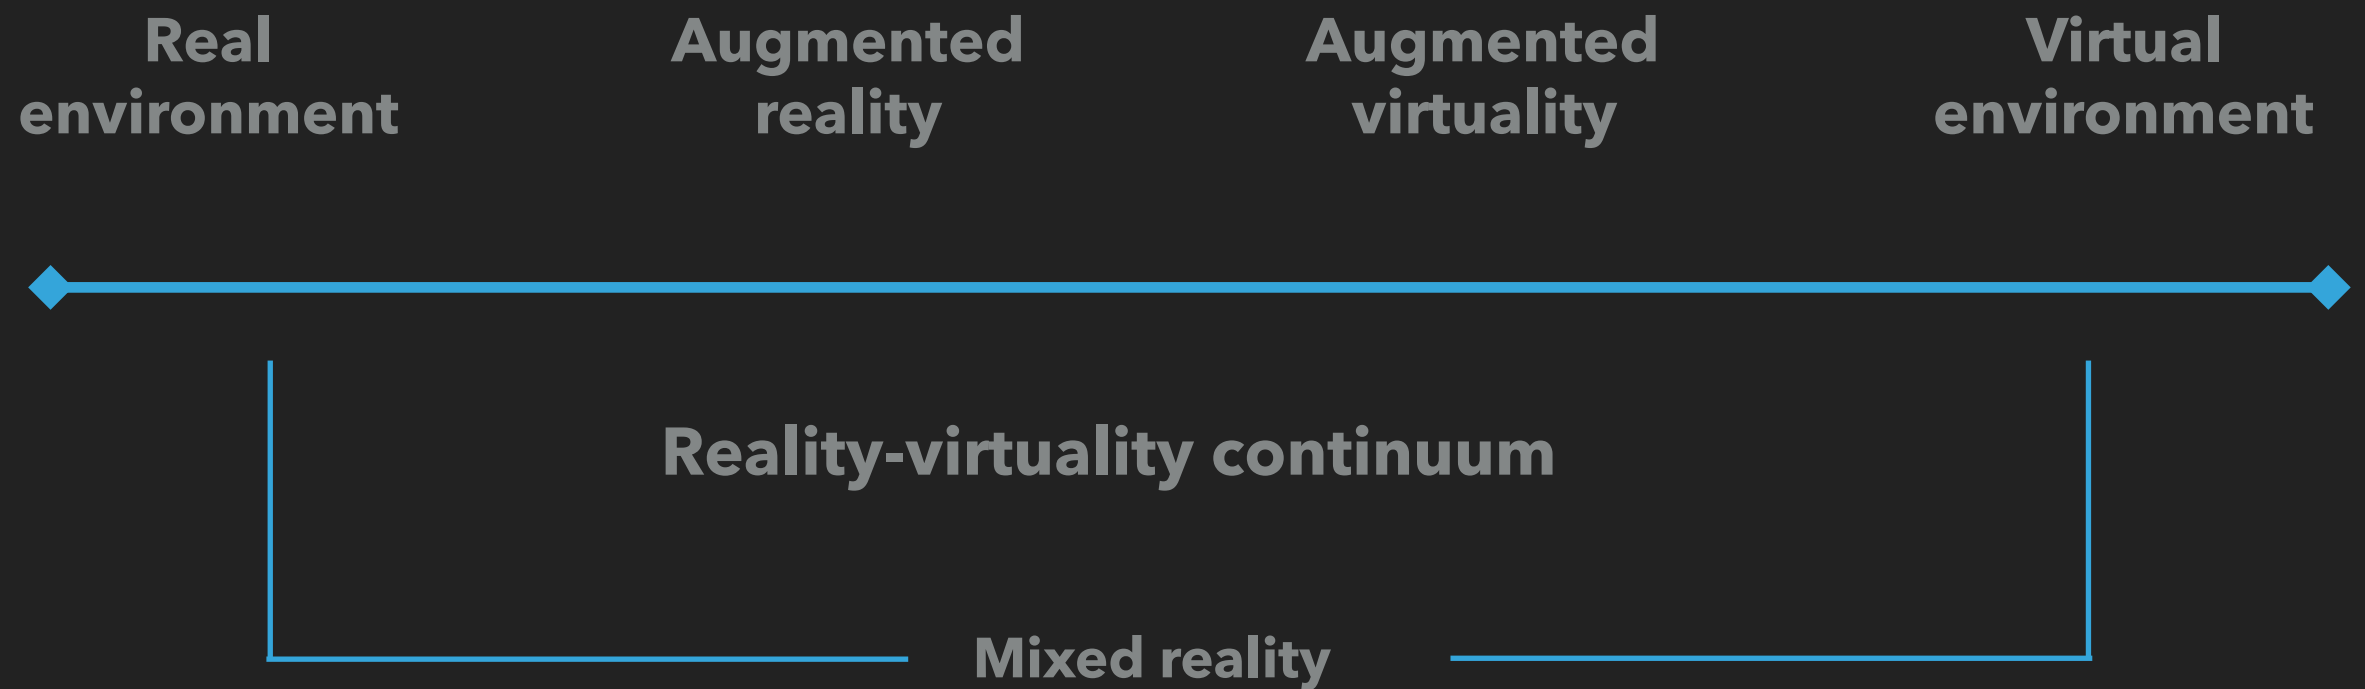 Real
environment
Augmented
reality
Augmented
virtuality
Virtual
environment
Reality-virtuality continuum
Mixed reality